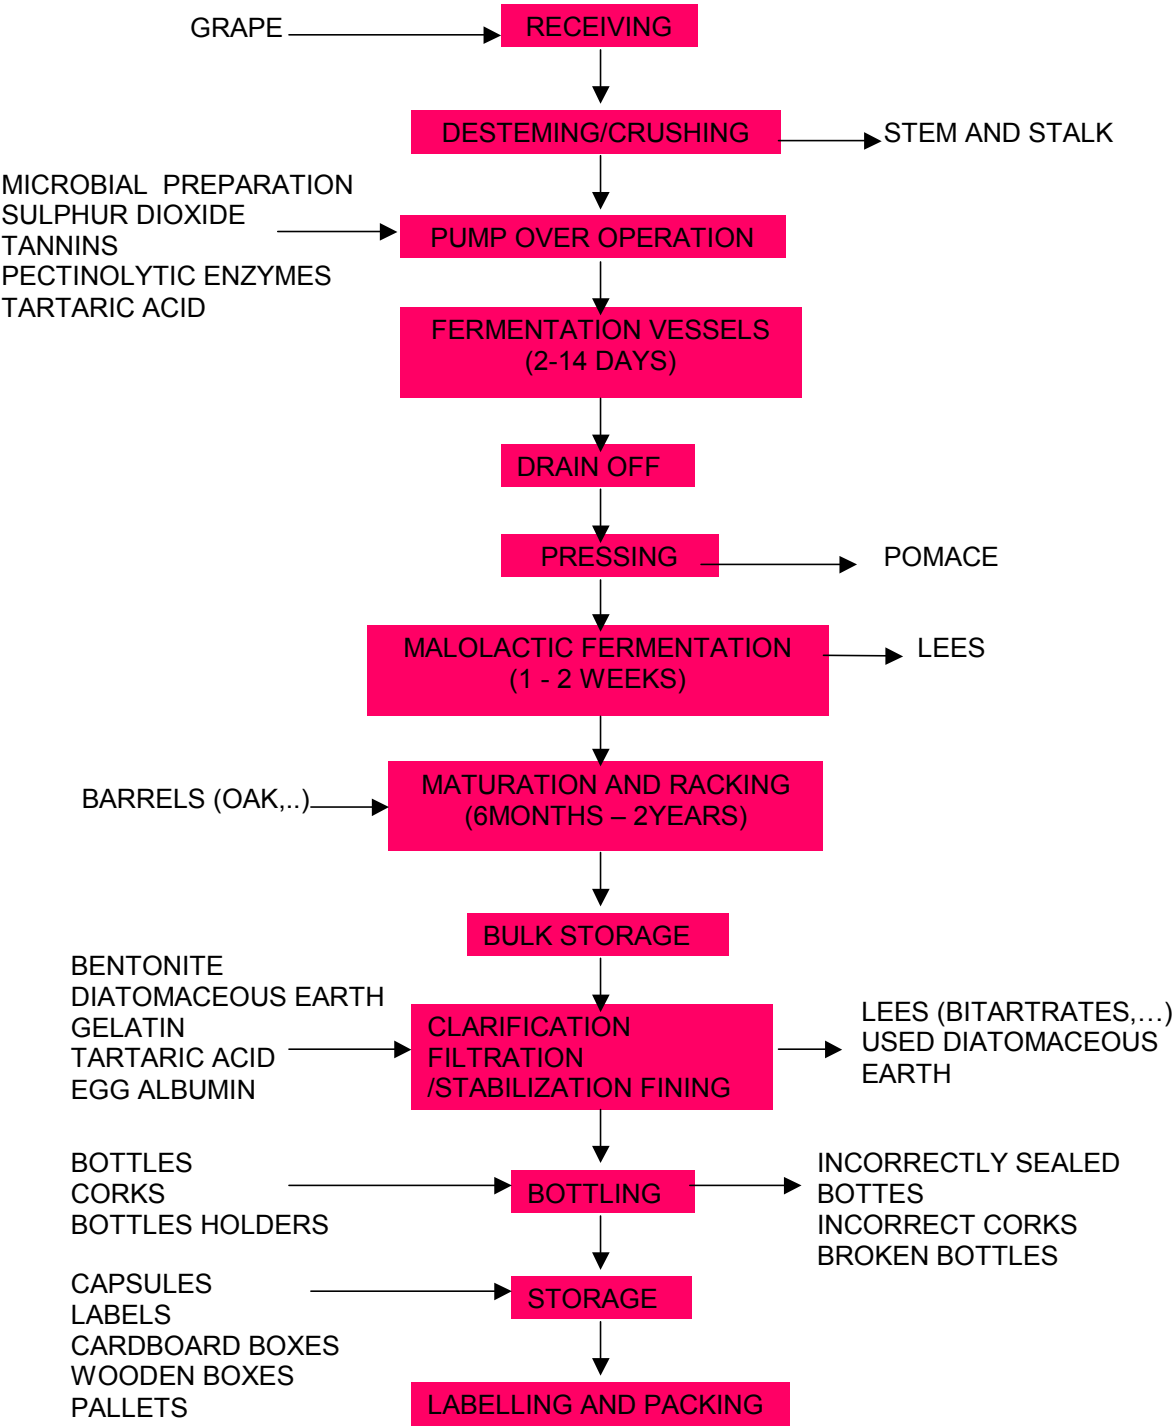 GRAPE
RECEIVING
DESTEMING/CRUSHING
STEM AND STALK
MICROBIAL PREPARATION
SULPHUR DIOXIDE
TANNINS
PECTINOLYTIC ENZYMES
TARTARIC ACID
PUMP OVER OPERATION
FERMENTATION VESSELS
(2-14 DAYS)
DRAIN OFF
PRESSING
POMACE
MALOLACTIC FERMENTATION
(1 - 2 WEEKS)
LEES
BARRELS (OAK,..)
MATURATION AND RACKING
(6MONTHS – 2YEARS)
BULK STORAGE
BENTONITE
DIATOMACEOUS EARTH
GELATIN
TARTARIC ACID
EGG ALBUMIN
CLARIFICATION
FILTRATION
/STABILIZATION FINING
LEES (BITARTRATES,…)
USED DIATOMACEOUS
EARTH
BOTTLES
CORKS
BOTTLES HOLDERS
BOTTLING
INCORRECTLY SEALED
BOTTES
INCORRECT CORKS
BROKEN BOTTLES
CAPSULES
LABELS
CARDBOARD BOXES
WOODEN BOXES
PALLETS
STORAGE
LABELLING AND PACKING